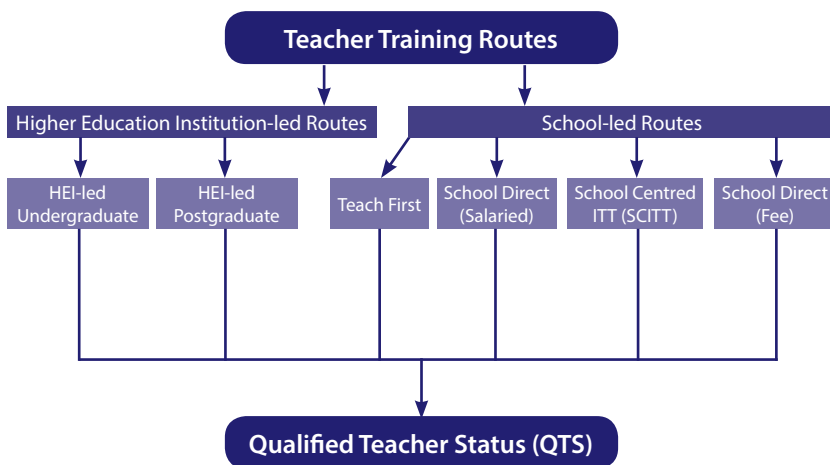 Teacher Training Routes
Higher Education Institution-led Routes
School-led Routes
HEI-led
Undergraduate
HEI-led
Postgraduate
Teach First
School Direct
(Salaried)
School Centred
ITT (SCITT)
School Direct
(Fee)
Qualified Teacher Status (QTS)